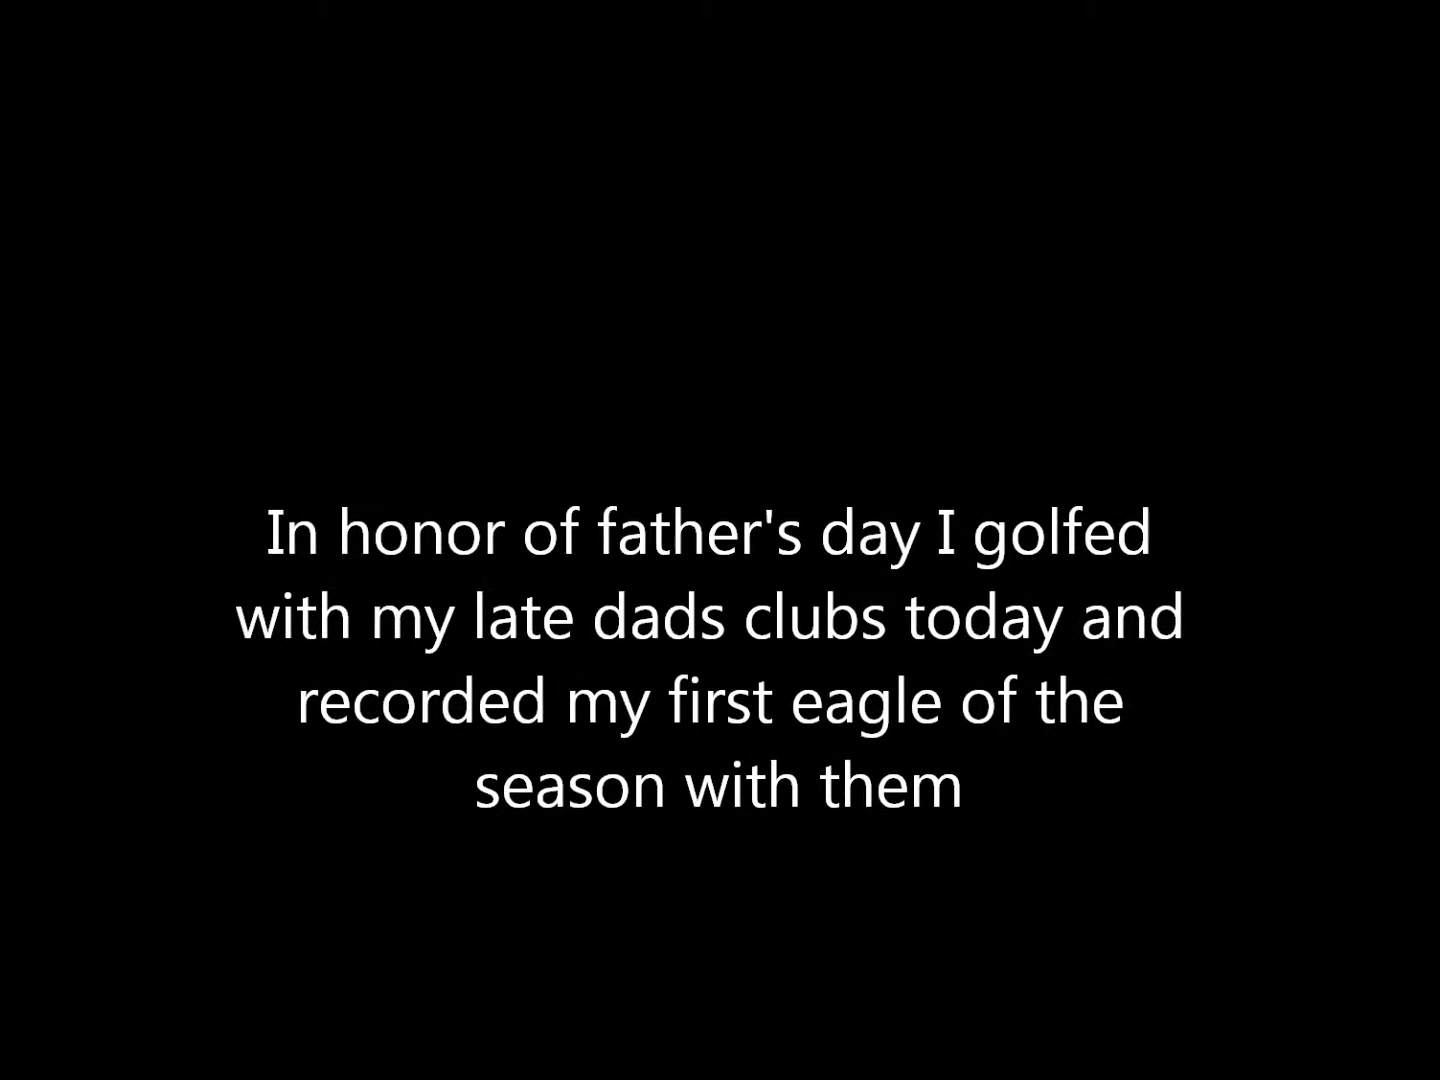 In honor of father's day I golfed
with my late dads clubs today and
recorded my first eagle of the
season with them